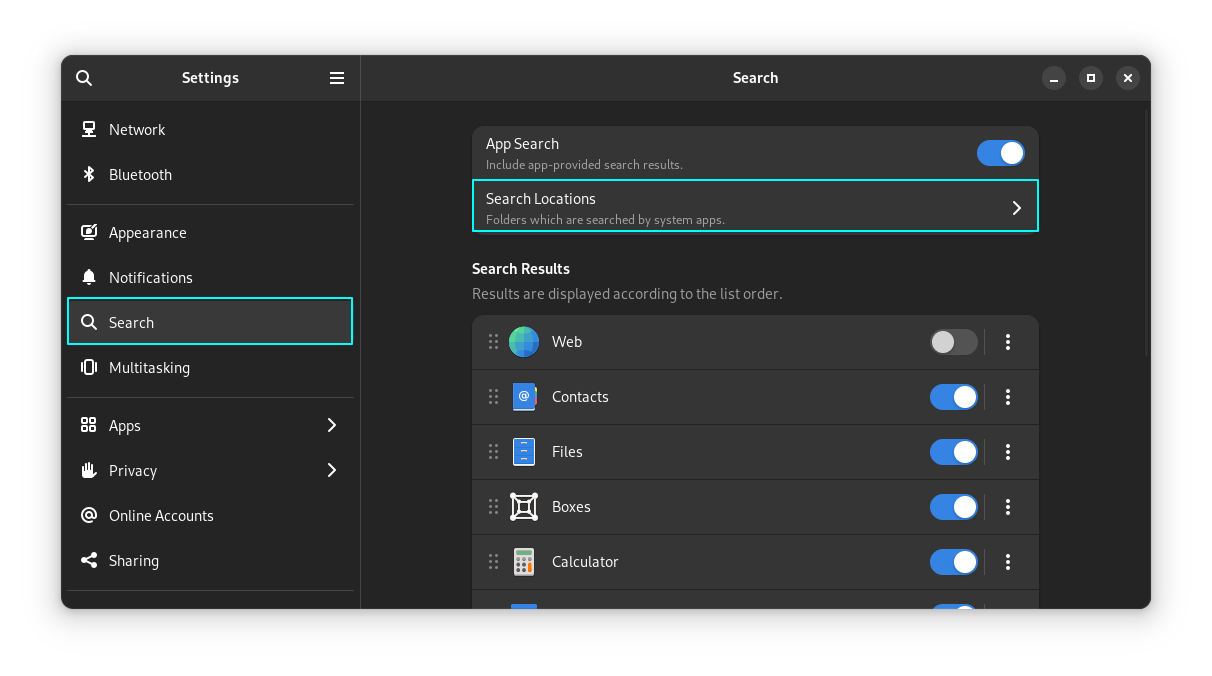 Settings
Search
Network
Bluetooth
Appearance
Notifications
Search
Multitasking
Apps
Privacy
Online Accounts
Sharing
App Search
Include app-provided search results.
Search Locations
Folders which are searched by system apps.
Search Results
Results are displayed according to the list order.
Web
@
Contacts
Files
Boxes
Calculator